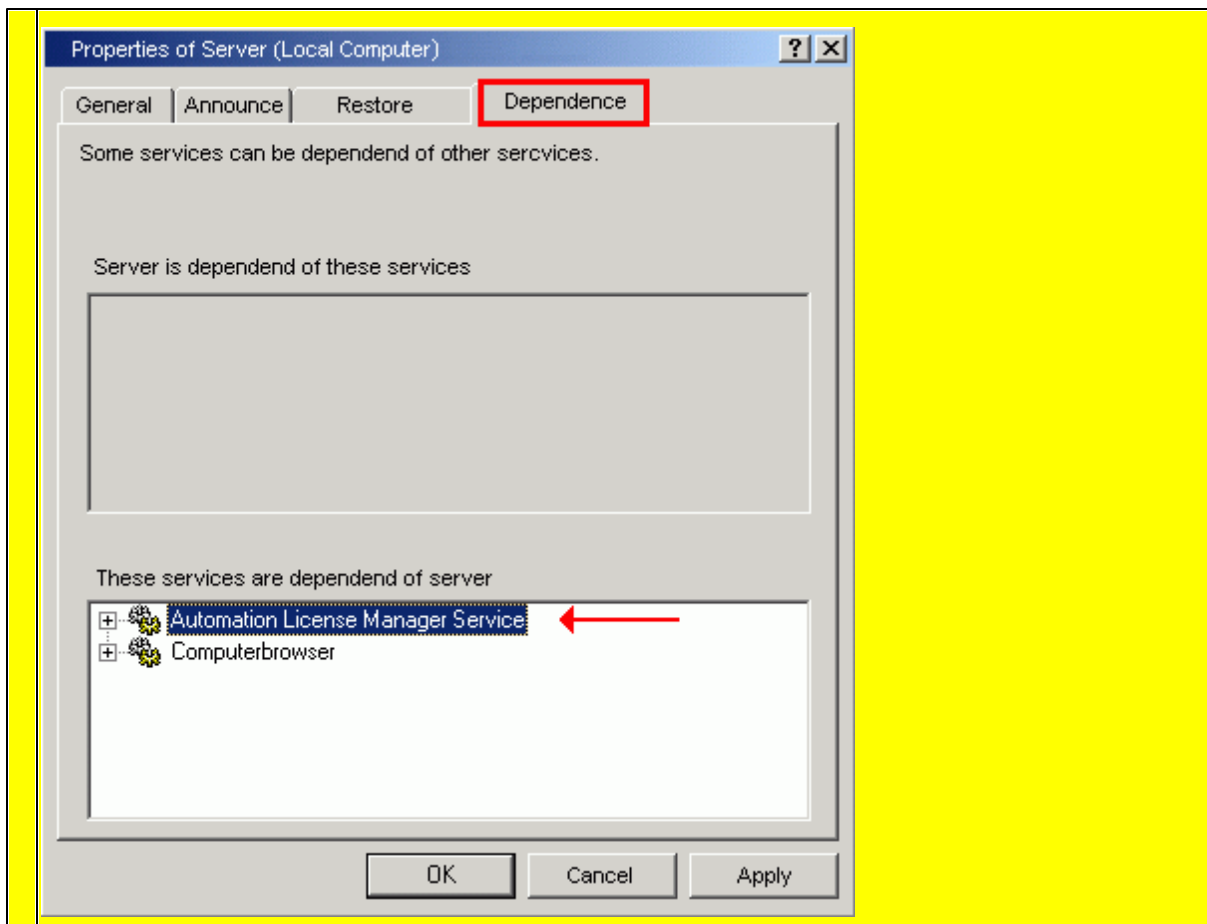 Properties of Server (Local Computer)
General Announce Restore Dependence
Some services can be dependend of other sercvices.
Server is dependend of these services
These services are dependend of server
Automation License Manager Service
Computerbrowser
OK Cancel Apply